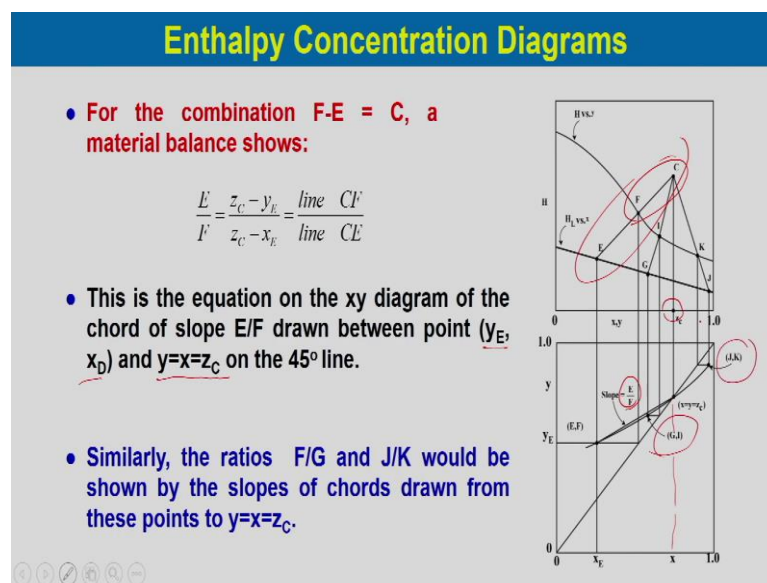 Enthalpy Concentration Diagrams
● For the combination F-E = C, a
material balance shows:
E/F = (z_C − y_E)/(z_C − x_E) = line CF/line CE
● This is the equation on the xy diagram of the
chord of slope E/F drawn between point (y_E,
x_D) and y=x=z_C on the 45° line.
● Similarly, the ratios F/G and J/K would be
shown by the slopes of chords drawn from
these points to y=x=z_C.
H vs.y
C
H
F
I
H_L vs.x
E
K
G
J
0
x,y
z_c
1.0
1.0
(J,K)
y
Slope = E/F
(x=y=z_c)
(E,F)
(G,I)
y_E
0
0
x_E
x
1.0